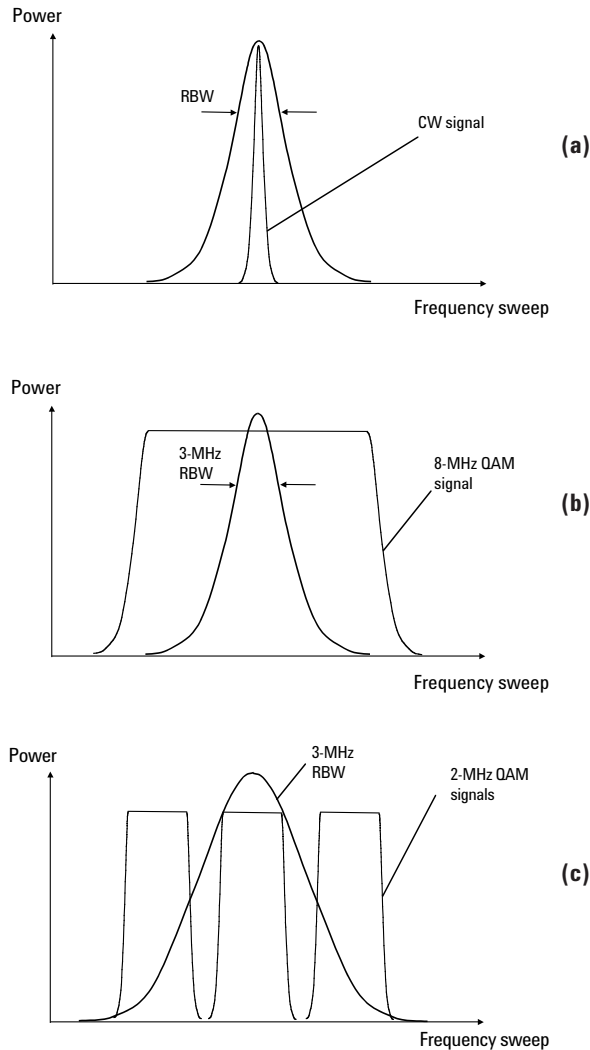 Power
RBW
CW signal
(a)
Frequency sweep
Power
3-MHz
RBW
8-MHz QAM
signal
(b)
Frequency sweep
Power
3-MHz
RBW
2-MHz QAM
signals
(c)
Frequency sweep